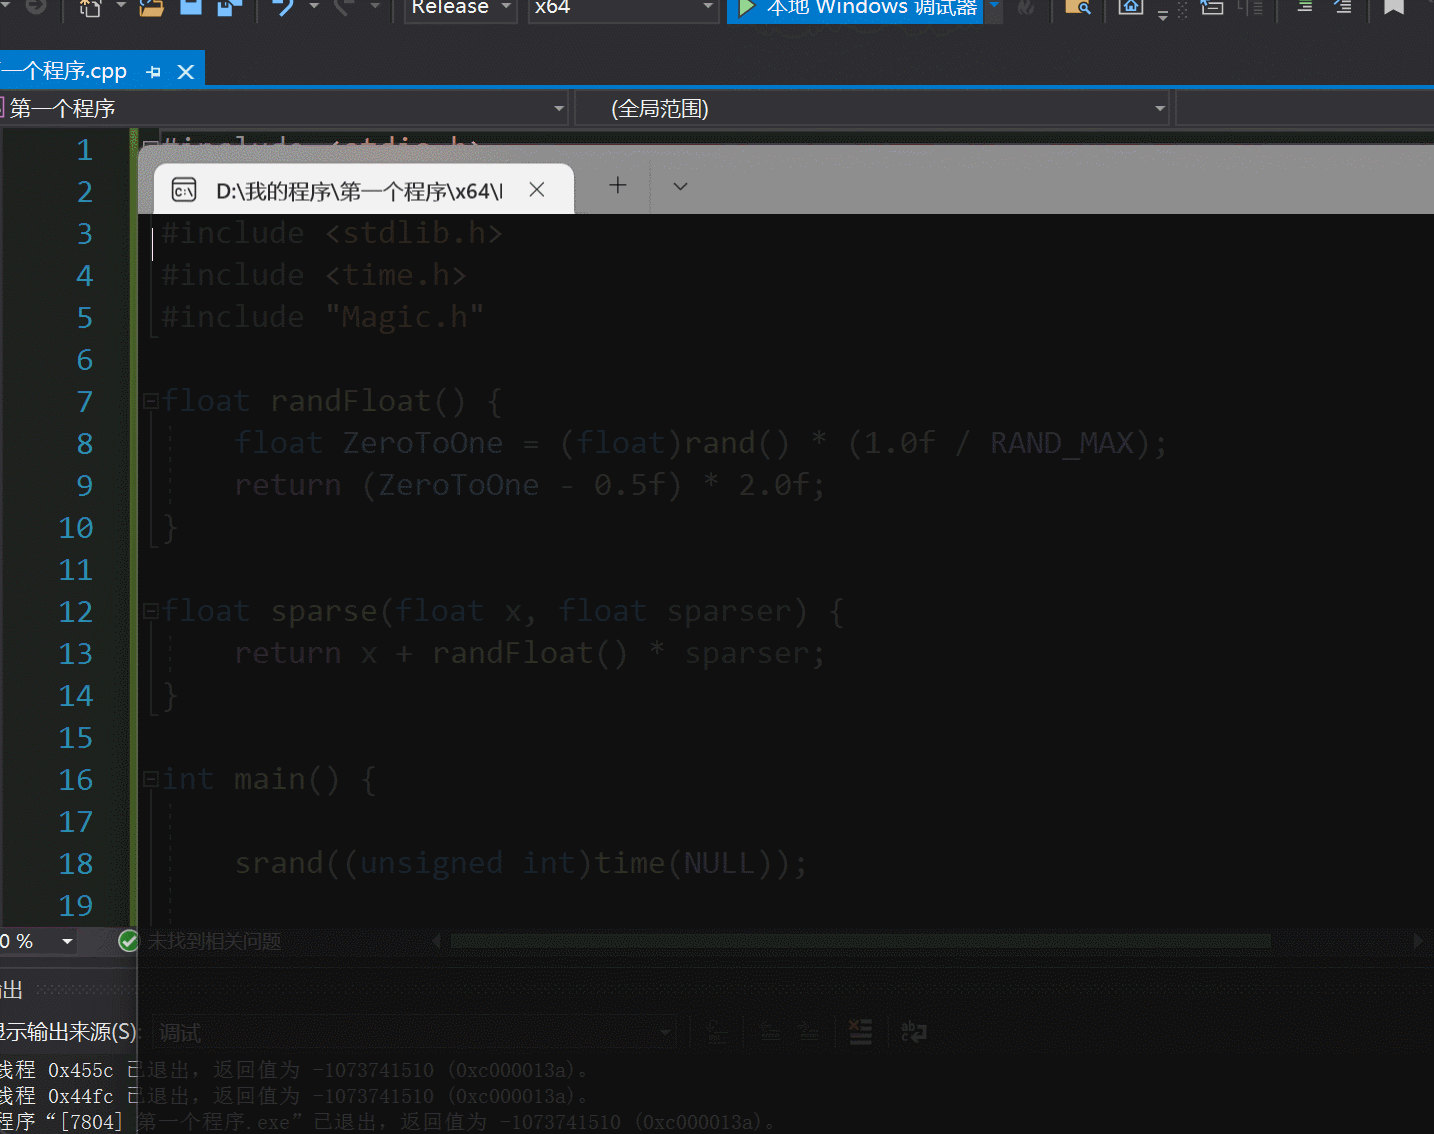 Release x64 本地 Windows 调试器
一个程序.cpp
第一个程序 (全局范围)
1
D:\我的程序\第一个程序\x64\
2
3 #include <stdlib.h>
4 #include <time.h>
5 #include "Magic.h"
6
7 float randFloat() {
8 float ZeroToOne = (float)rand() * (1.0f / RAND_MAX);
9 return (ZeroToOne - 0.5f) * 2.0f;
10 }
11
12 float sparse(float x, float sparser) {
13 return x + randFloat() * sparser;
14 }
15
16 int main() {
17
18 srand((unsigned int)time(NULL));
19
0 % 未找到相关问题
出
显示输出来源(S): 调试
线程 0x455c 已退出，返回值为 -1073741510 (0xc000013a)。
线程 0x44fc 已退出，返回值为 -1073741510 (0xc000013a)。
程序“[7804] 第一个程序.exe”已退出，返回值为 -1073741510 (0xc000013a)。